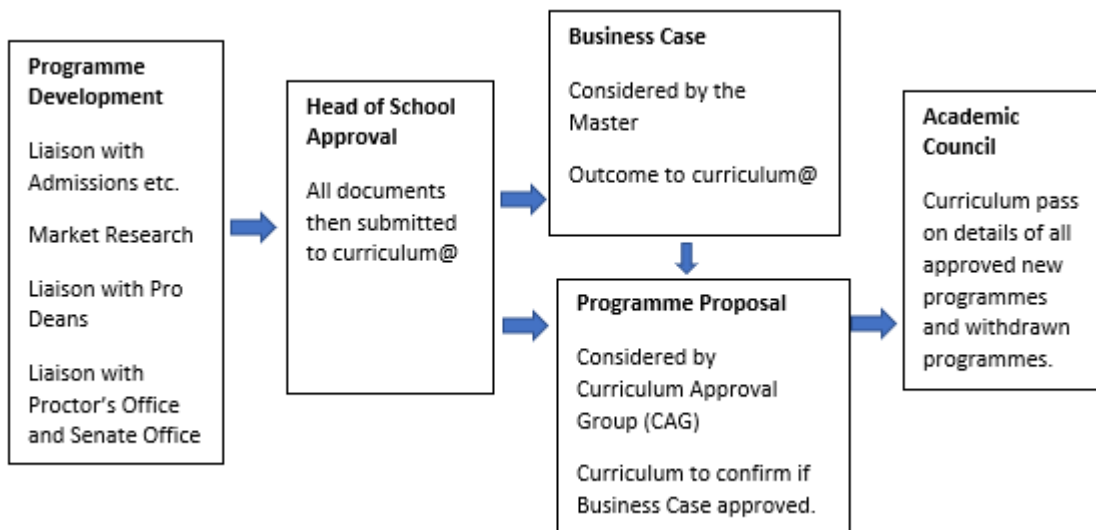 Programme
Development
Liaison with
Admissions etc.
Market Research
Liaison with Pro
Deans
Liaison with
Proctor's Office
and Senate Office
Head of School
Approval
All documents
then submitted
to curriculum@
Business Case
Considered by the
Master
Outcome to curriculum@
Programme Proposal
Considered by
Curriculum Approval
Group (CAG)
Curriculum to confirm if
Business Case approved.
Academic
Council
Curriculum pass
on details of all
approved new
programmes
and withdrawn
programmes.